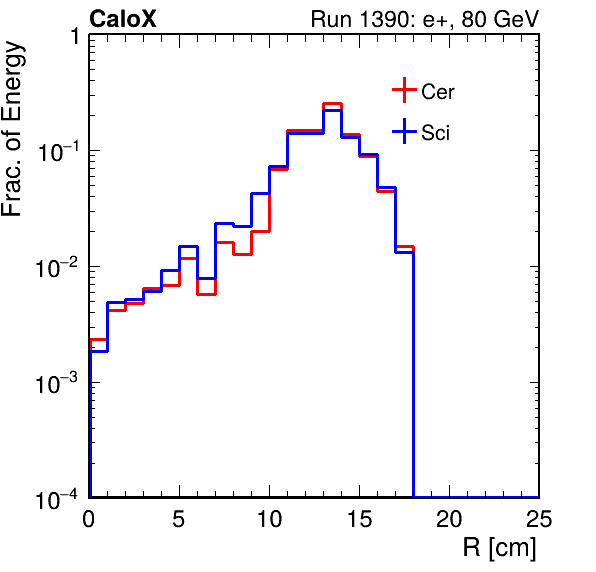 CaloX Run 1390: e+, 80 GeV
Frac. of Energy
1
10⁻¹
10⁻²
10⁻³
10⁻⁴
Cer
Sci
0 5 10 15 20 25
R [cm]